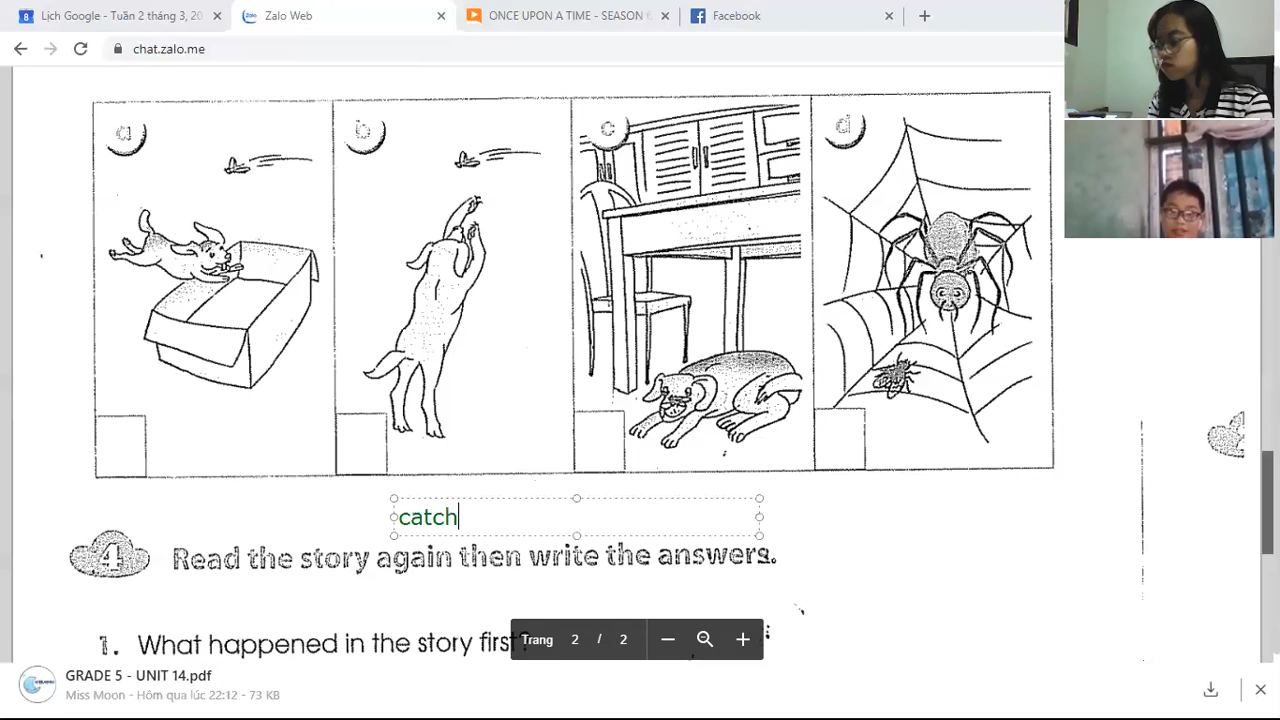 Lịch Google - Tuần 2 tháng 3, 20
Zalo Web
ONCE UPON A TIME - SEASON
Facebook
chat.zalo.me
a
b
c
d
catch
4 Read the story again then write the answers.
1. What happened in the story first?
Trang 2 / 2
GRADE 5 - UNIT 14.pdf
Miss Moon - Hôm qua lúc 22:12 - 73 KB